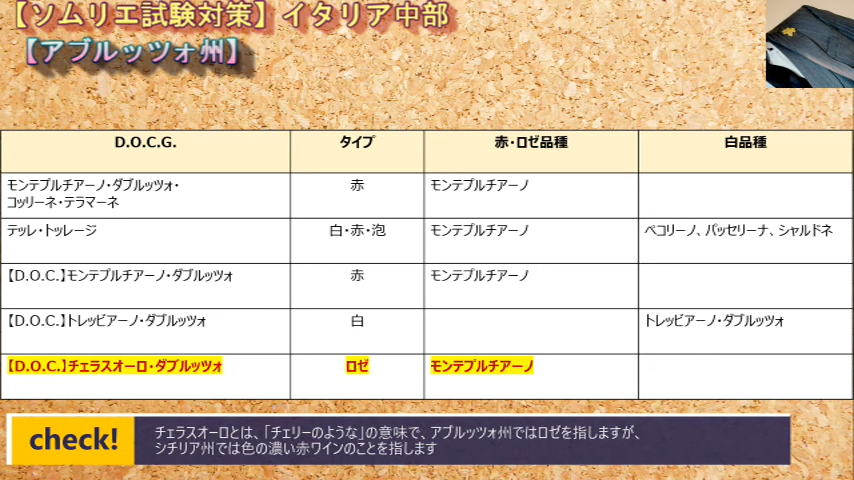 【ソムリエ試験対策】イタリア中部
【アブルッツォ州】
D.O.C.G. タイプ 赤・ロゼ品種 白品種
モンテプルチアーノ・ダブルッツォ・
コッリーネ・テラマーネ 赤 モンテプルチアーノ
テッレ・トッレージ 白・赤・泡 モンテプルチアーノ ペコリーノ、パッセリーナ、シャルドネ
【D.O.C.】モンテプルチアーノ・ダブルッツォ 赤 モンテプルチアーノ
【D.O.C.】トレッビアーノ・ダブルッツォ 白 トレッビアーノ・ダブルッツォ
【D.O.C.】チェラスオーロ・ダブルッツォ ロゼ モンテプルチアーノ
check!
チェラスオーロとは、「チェリーのような」の意味で、アブルッツォ州ではロゼを指しますが、
シチリア州では色の濃い赤ワインのことを指します